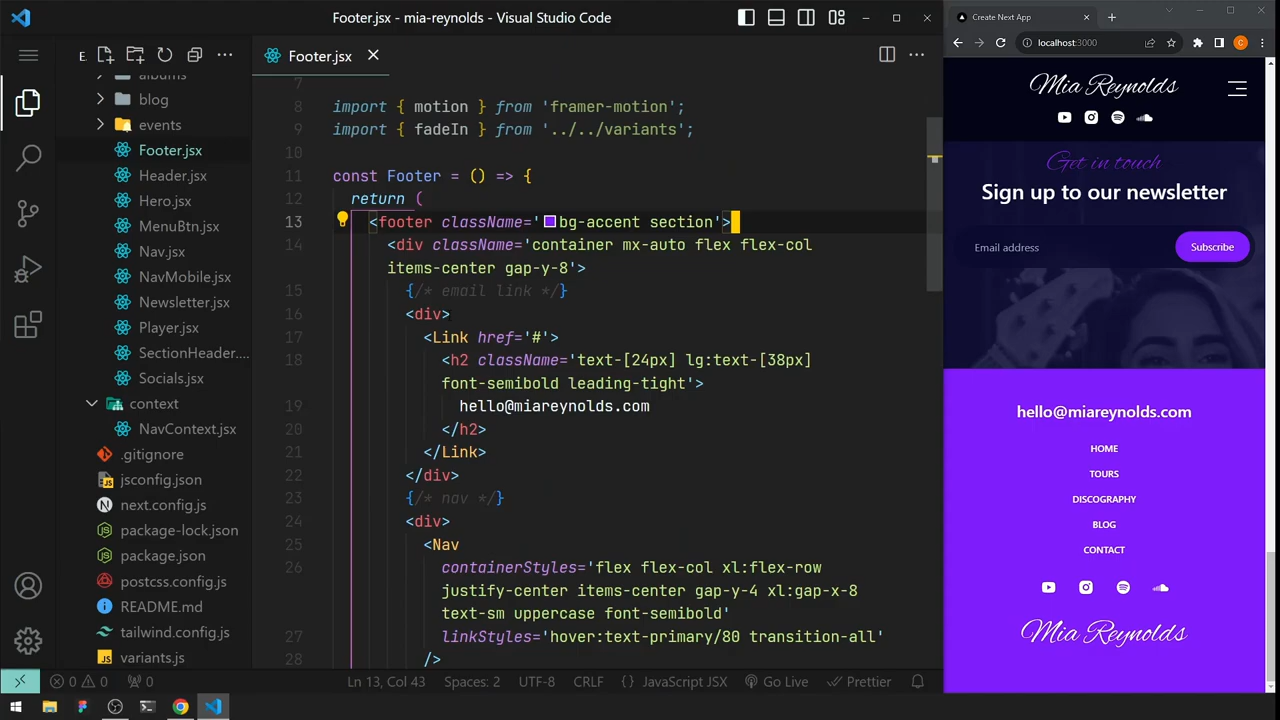 Footer.jsx - mia-reynolds - Visual Studio Code
E
albums
blog
events
Footer.jsx
Header.jsx
Hero.jsx
MenuBtn.jsx
Nav.jsx
NavMobile.jsx
Newsletter.jsx
Player.jsx
SectionHeader....
Socials.jsx
context
NavContext.jsx
.gitignore
jsconfig.json
next.config.js
package-lock.json
package.json
postcss.config.js
README.md
tailwind.config.js
variants.js
Footer.jsx
7
8 import { motion } from 'framer-motion';
9 import { fadeIn } from '../../variants';
10
11 const Footer = () => {
12 return (
13 <footer className='bg-accent section'>
14 <div className='container mx-auto flex flex-col
items-center gap-y-8'>
15 {/* email link */}
16 <div>
17 <Link href='#'>
18 <h2 className='text-[24px] lg:text-[38px]
font-semibold leading-tight'>
19 hello@miareynolds.com
20 </h2>
21 </Link>
22 </div>
23 {/* nav */}
24 <div>
25 <Nav
26 containerStyles='flex flex-col xl:flex-row
justify-center items-center gap-y-4 xl:gap-x-8
text-sm uppercase font-semibold'
27 linkStyles='hover:text-primary/80 transition-all'
28 />
0 0 0 Ln 13, Col 43 Spaces: 2 UTF-8 CRLF {} JavaScript JSX Go Live Prettier
Create Next App
localhost:3000
C
Mia Reynolds
Get in touch
Sign up to our newsletter
Email address
Subscribe
hello@miareynolds.com
HOME
TOURS
DISCOGRAPHY
BLOG
CONTACT
Mia Reynolds